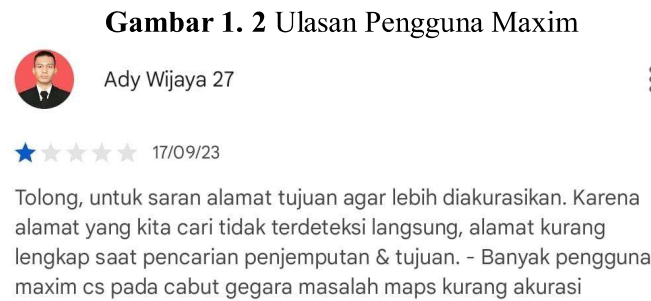 Gambar 1. 2 Ulasan Pengguna Maxim
Ady Wijaya 27
17/09/23
Tolong, untuk saran alamat tujuan agar lebih diakurasikan. Karena
alamat yang kita cari tidak terdeteksi langsung, alamat kurang
lengkap saat pencarian penjemputan & tujuan. - Banyak pengguna
maxim cs pada cabut gegara masalah maps kurang akurasi